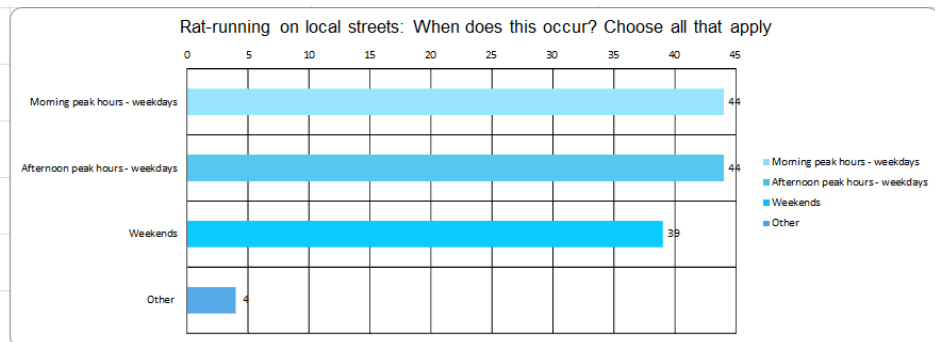 Rat-running on local streets: When does this occur? Choose all that apply
0 5 10 15 20 25 30 35 40 45
Morning peak hours - weekdays 44
Afternoon peak hours - weekdays 44
Weekends 39
Other 4
Morning peak hours - weekdays
Afternoon peak hours - weekdays
Weekends
Other